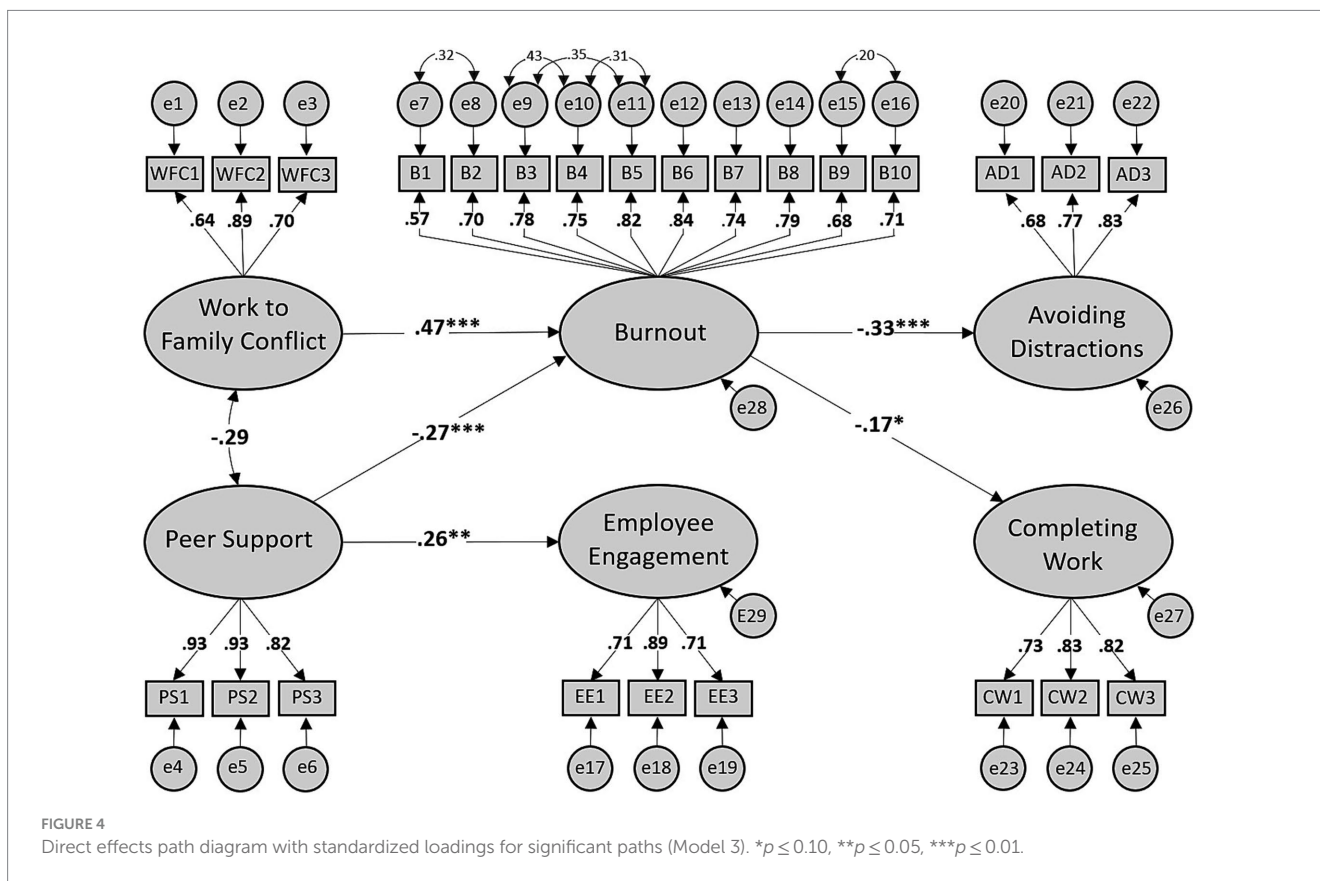 .32 .43 .35 .31 .20
e1 e2 e3 e7 e8 e9 e10 e11 e12 e13 e14 e15 e16 e20 e21 e22
WFC1 WFC2 WFC3 B1 B2 B3 B4 B5 B6 B7 B8 B9 B10 AD1 AD2 AD3
.64 .89 .70 .57 .70 .78 .75 .82 .84 .74 .79 .68 .71 .68 .77 .83
Work to
Family Conflict
.47***
Burnout
-.33***
Avoiding
Distractions
e28
e26
-.29
-.27***
-.17*
Peer Support
.26**
Employee
Engagement
Completing
Work
E29
e27
.93 .93 .82 .71 .89 .71 .73 .83 .82
PS1 PS2 PS3 EE1 EE2 EE3 CW1 CW2 CW3
e4 e5 e6 e17 e18 e19 e23 e24 e25
FIGURE 4
Direct effects path diagram with standardized loadings for significant paths (Model 3). *p ≤ 0.10, **p ≤ 0.05, ***p ≤ 0.01.